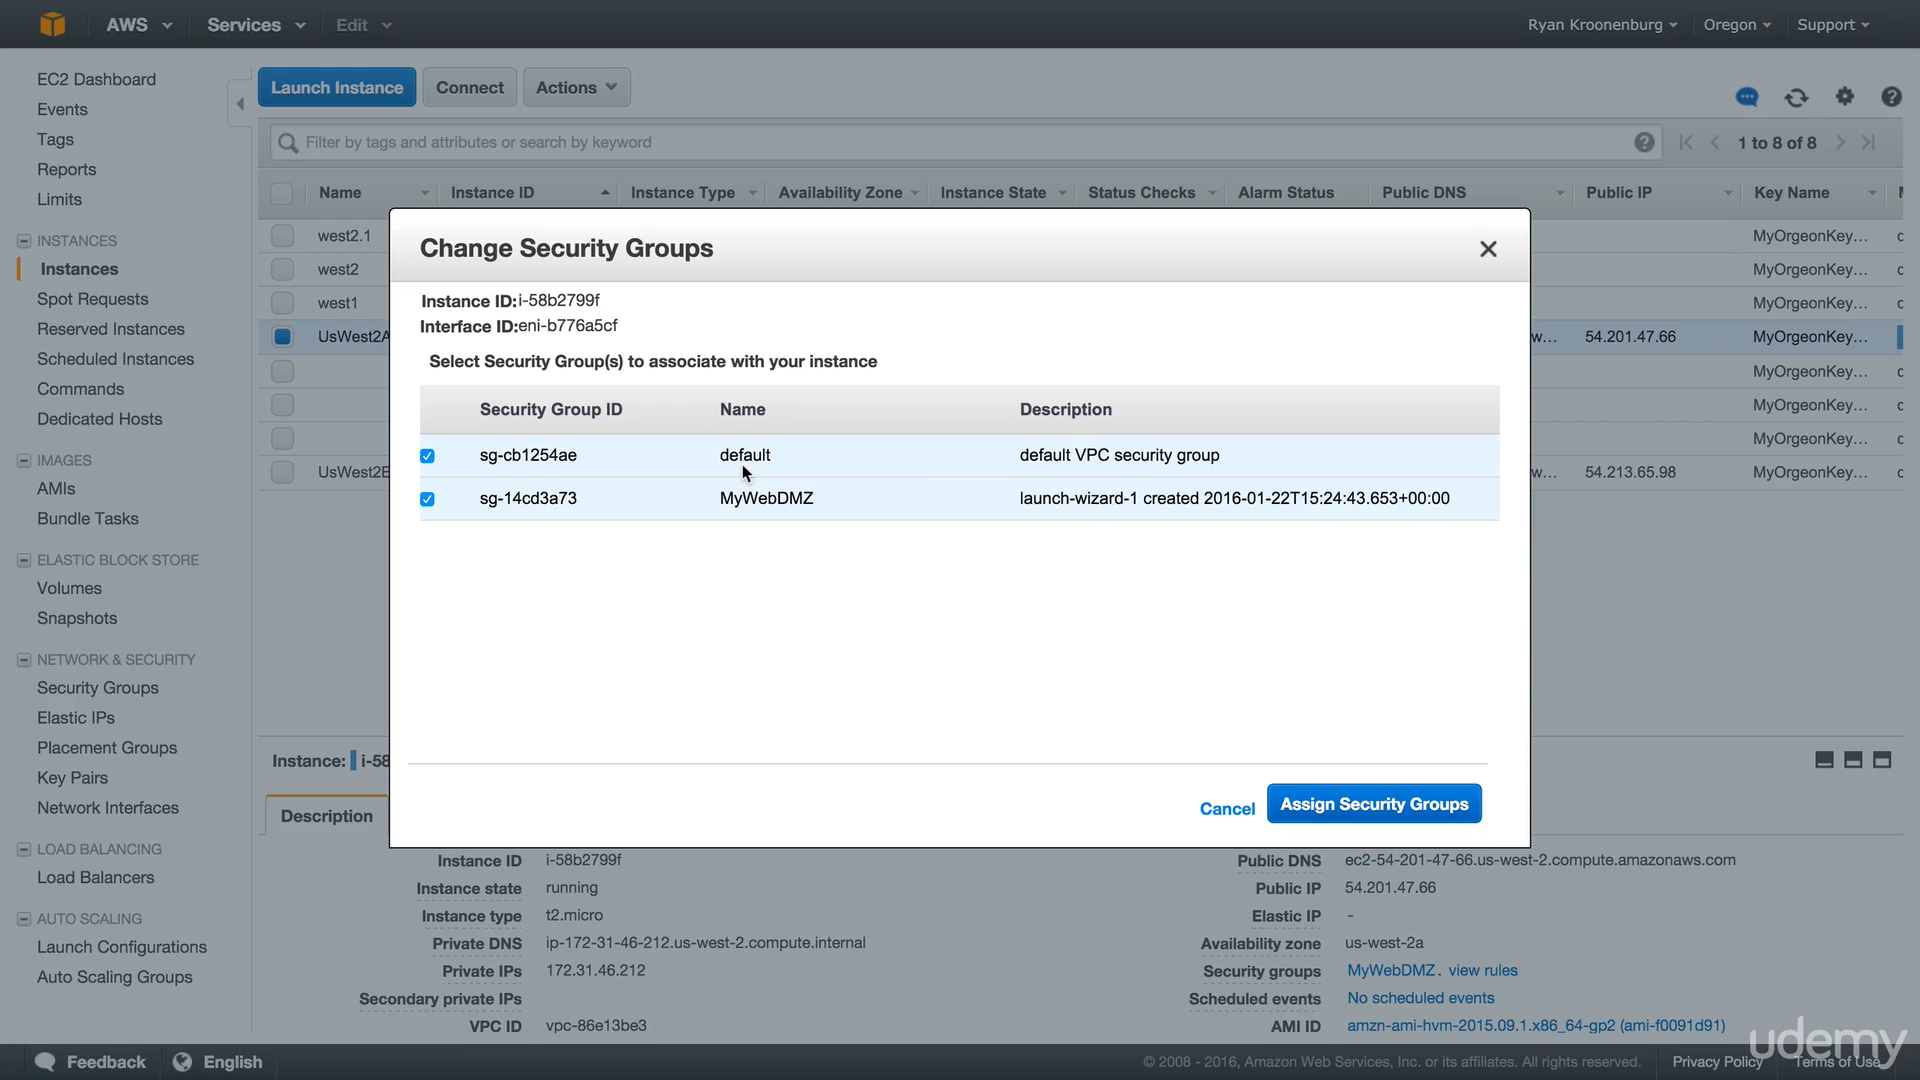 AWS Services Edit Ryan Kroonenburg Oregon Support
EC2 Dashboard
Events
Tags
Reports
Limits
INSTANCES
Instances
Spot Requests
Reserved Instances
Scheduled Instances
Commands
Dedicated Hosts
IMAGES
AMIs
Bundle Tasks
ELASTIC BLOCK STORE
Volumes
Snapshots
NETWORK & SECURITY
Security Groups
Elastic IPs
Placement Groups
Key Pairs
Network Interfaces
LOAD BALANCING
Load Balancers
AUTO SCALING
Launch Configurations
Auto Scaling Groups
Launch Instance Connect Actions
Filter by tags and attributes or search by keyword 1 to 8 of 8
Name Instance ID Instance Type Availability Zone Instance State Status Checks Alarm Status Public DNS Public IP Key Name
west2.1 MyOrgeonKey...
west2 MyOrgeonKey...
west1 MyOrgeonKey...
UsWest2A w... 54.201.47.66 MyOrgeonKey...
MyOrgeonKey...
MyOrgeonKey...
MyOrgeonKey...
UsWest2B 54.213.65.98 MyOrgeonKey...
Change Security Groups
Instance ID:i-58b2799f
Interface ID:eni-b776a5cf
Select Security Group(s) to associate with your instance
Security Group ID Name Description
sg-cb1254ae default default VPC security group
sg-14cd3a73 MyWebDMZ launch-wizard-1 created 2016-01-22T15:24:43.653+00:00
Cancel Assign Security Groups
Instance: i-58
Description
Instance ID i-58b2799f Public DNS ec2-54-201-47-66.us-west-2.compute.amazonaws.com
Instance state running Public IP 54.201.47.66
Instance type t2.micro Elastic IP -
Private DNS ip-172-31-46-212.us-west-2.compute.internal Availability zone us-west-2a
Private IPs 172.31.46.212 Security groups MyWebDMZ. view rules
Secondary private IPs Scheduled events No scheduled events
VPC ID vpc-86e13be3 AMI ID amzn-ami-hvm-2015.09.1.x86_64-gp2 (ami-f0091d91)
Feedback English © 2008 - 2016, Amazon Web Services, Inc. or its affiliates. All rights reserved. Privacy Policy Terms of Use
udemy